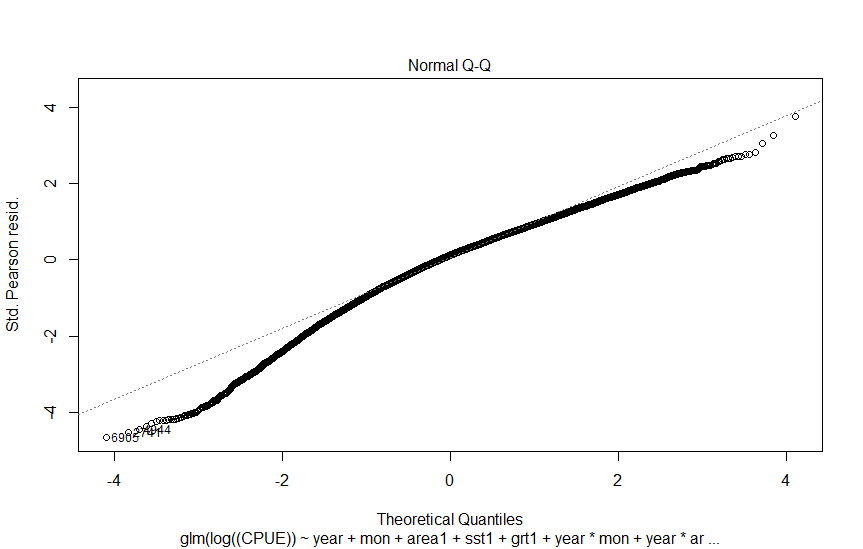 Normal Q-Q
Std. Pearson resid.
4
2
0
-2
-4
6905
-4
-2
0
2
4
Theoretical Quantiles
glm(log((CPUE)) ~ year + mon + area1 + sst1 + grt1 + year * mon + year * ar ...